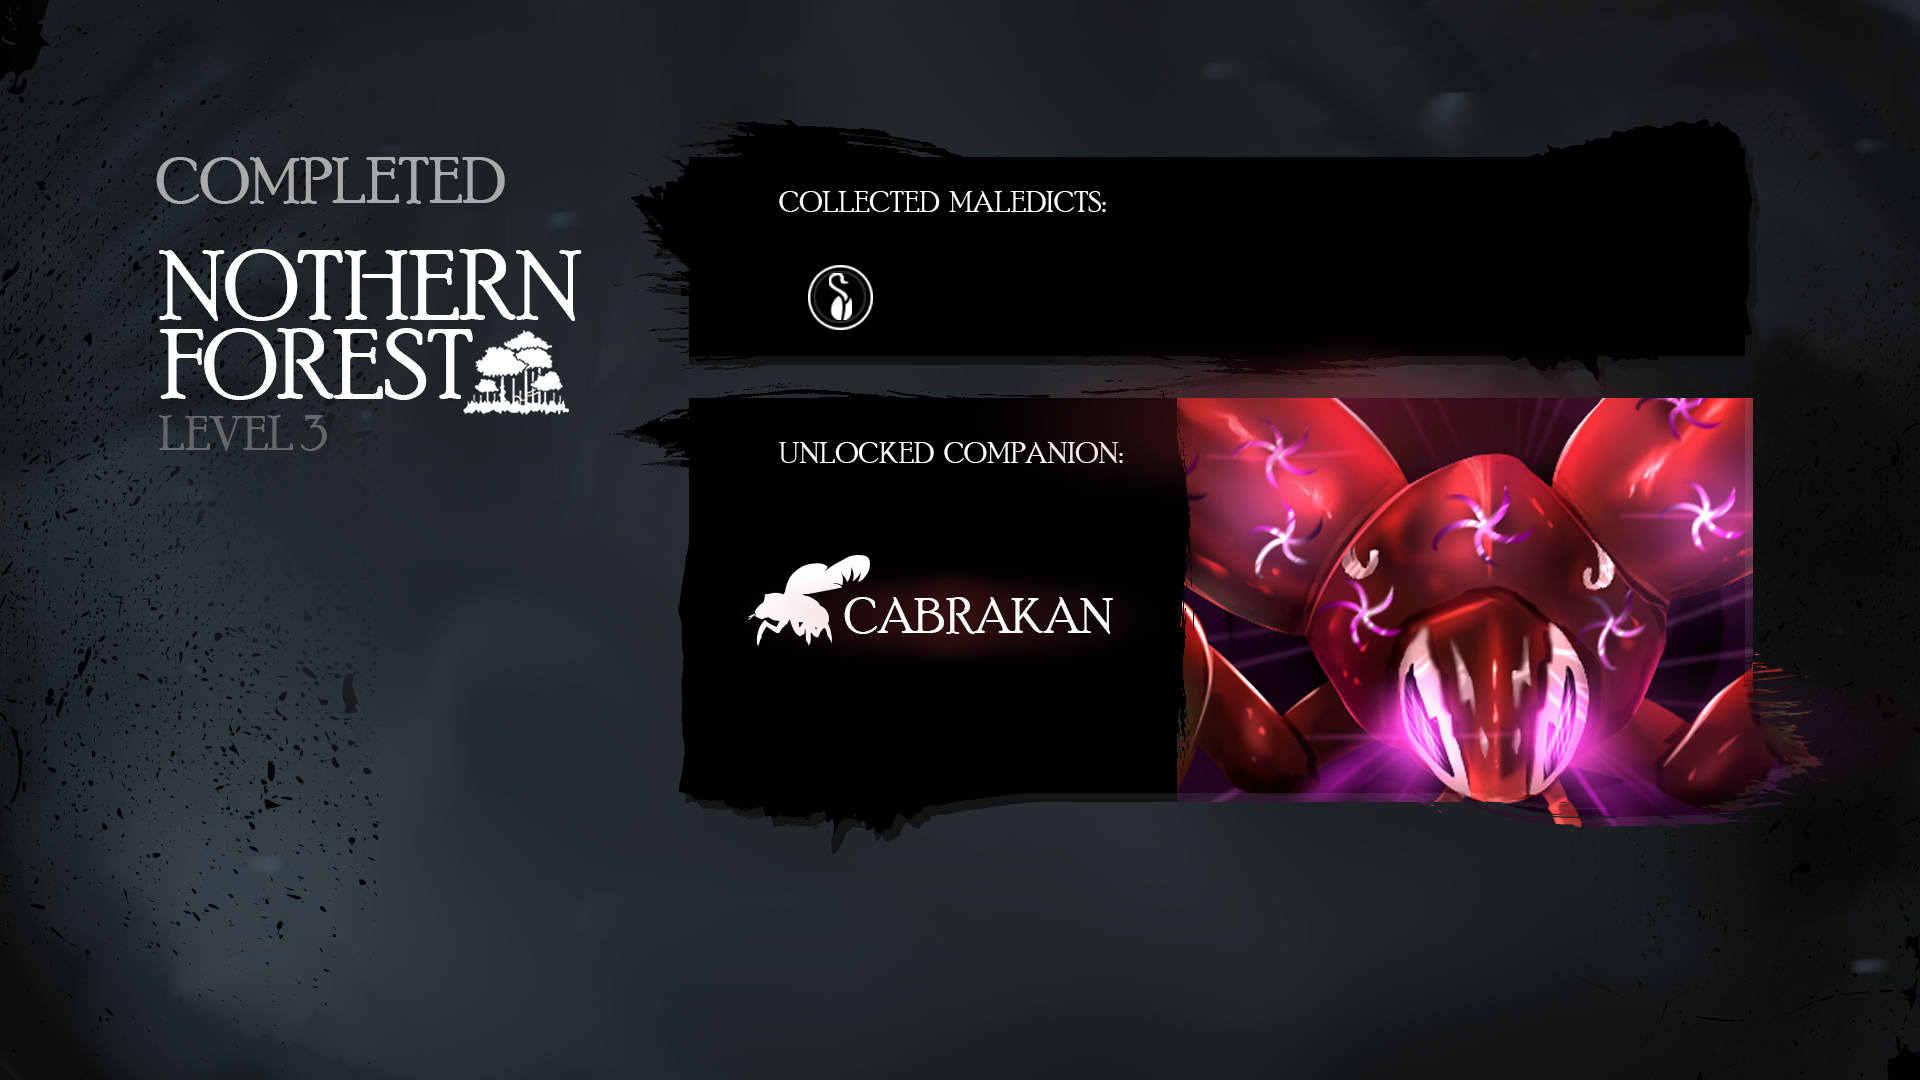 COMPLETED
NOTHERN
FOREST
LEVEL 3
COLLECTED MALEDICTS:
UNLOCKED COMPANION:
CABRAKAN